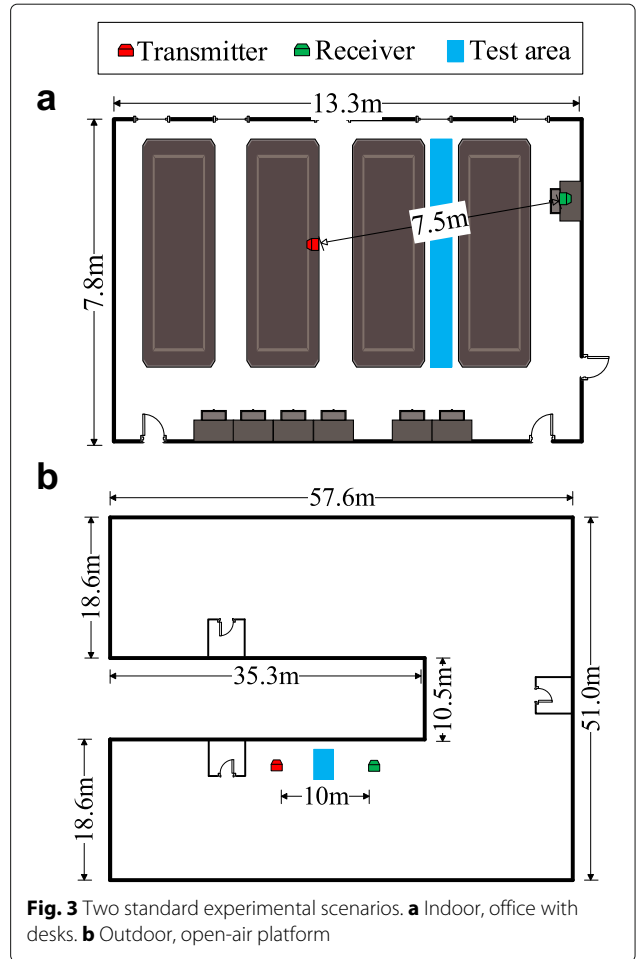 Transmitter Receiver Test area
a
13.3m
7.8m
7.5m
b
57.6m
18.6m
35.3m
10.5m
51.0m
18.6m
10m
Fig. 3 Two standard experimental scenarios. a Indoor, office with
desks. b Outdoor, open-air platform